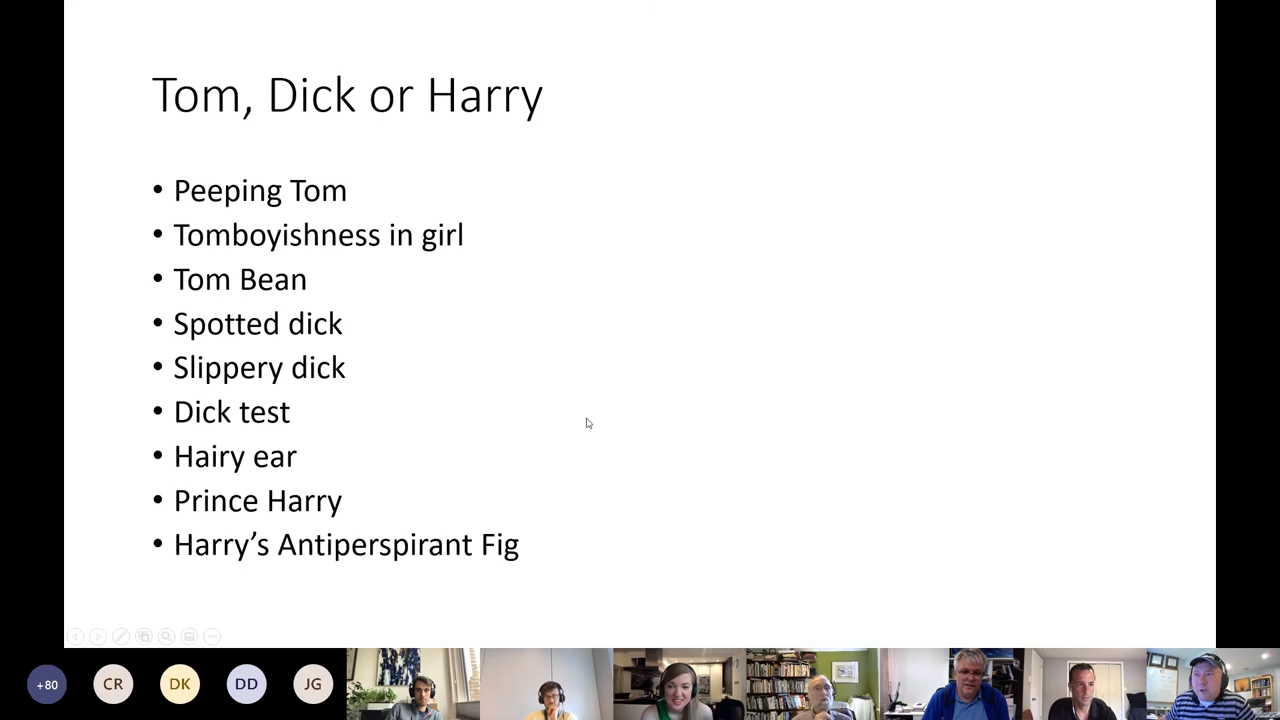 Tom, Dick or Harry
• Peeping Tom
• Tomboyishness in girl
• Tom Bean
• Spotted dick
• Slippery dick
• Dick test
• Hairy ear
• Prince Harry
• Harry’s Antiperspirant Fig
+80
CR
DK
DD
JG